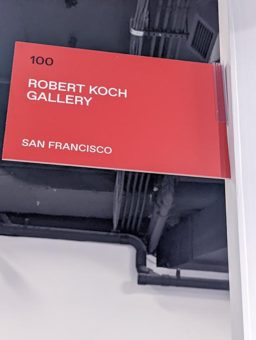 100
ROBERT KOCH
GALLERY
SAN FRANCISCO